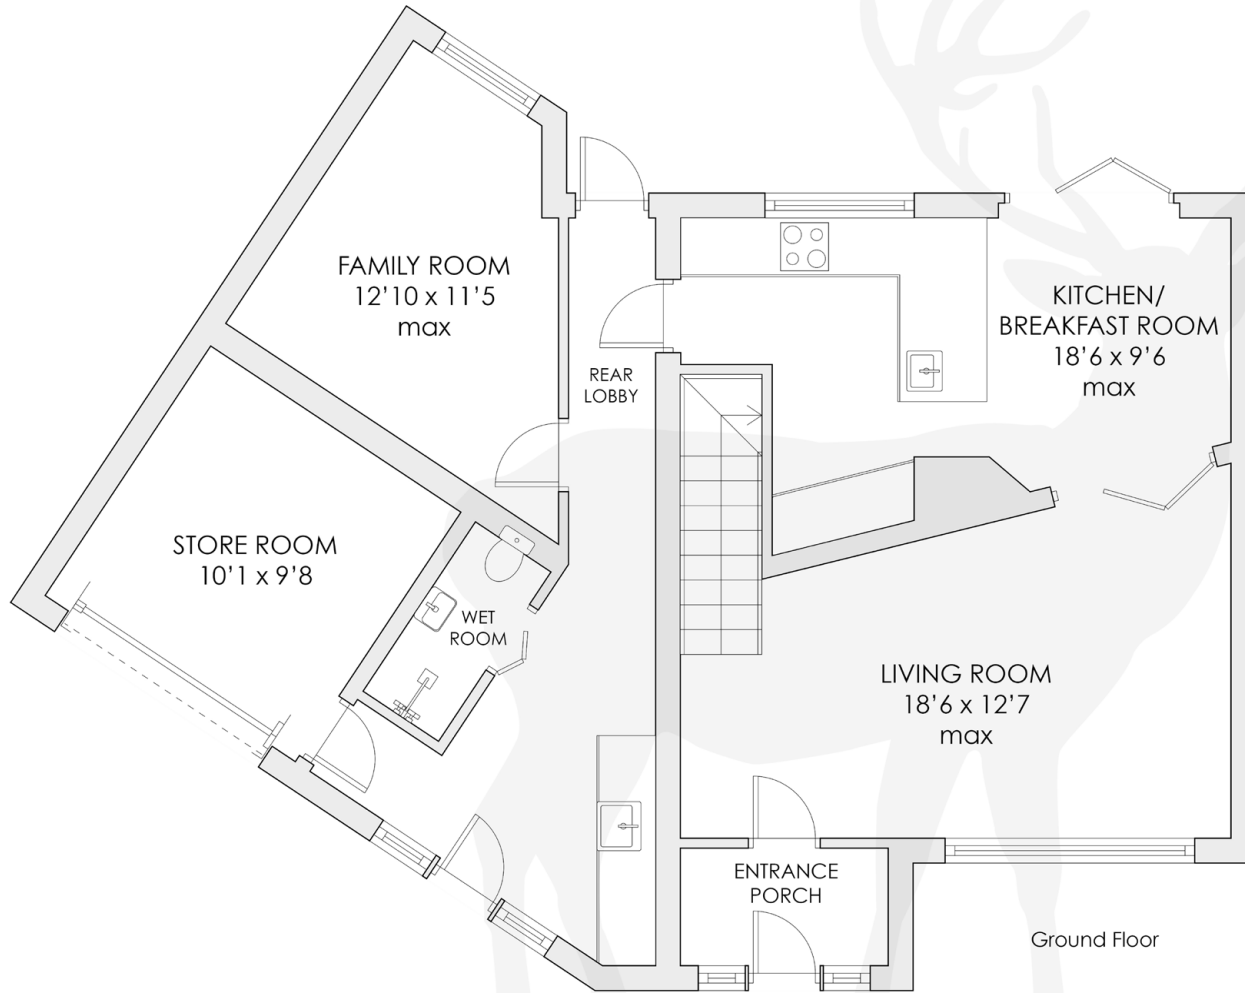 FAMILY ROOM
12'10 x 11'5
max
KITCHEN/
BREAKFAST ROOM
18'6 x 9'6
max
REAR
LOBBY
STORE ROOM
10'1 x 9'8
WET
ROOM
LIVING ROOM
18'6 x 12'7
max
ENTRANCE
PORCH
Ground Floor